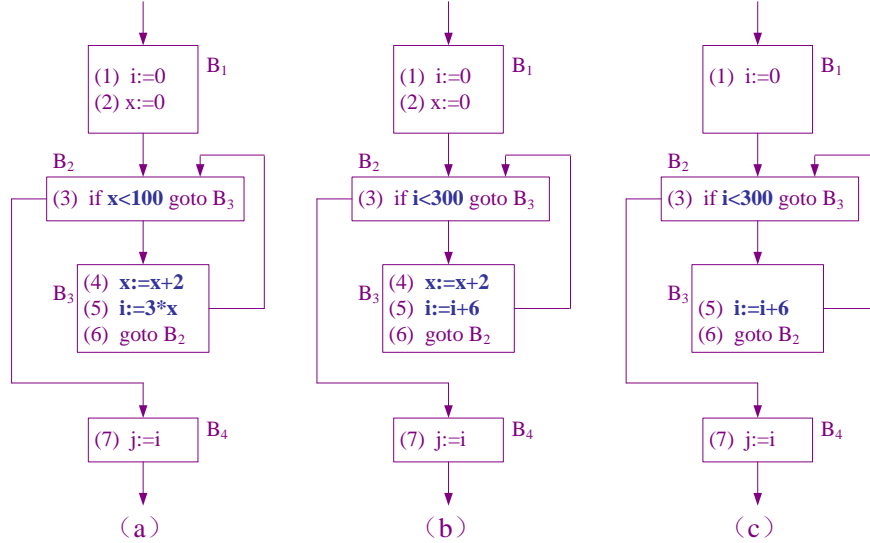 B₁
(1) i:=0
(2) x:=0
B₂
(3) if x<100 goto B₃
B₃
(4) x:=x+2
(5) i:=3*x
(6) goto B₂
(7) j:=i
B₄
（a）
B₁
(1) i:=0
(2) x:=0
B₂
(3) if i<300 goto B₃
B₃
(4) x:=x+2
(5) i:=i+6
(6) goto B₂
(7) j:=i
B₄
（b）
B₁
(1) i:=0
B₂
(3) if i<300 goto B₃
B₃
(5) i:=i+6
(6) goto B₂
(7) j:=i
B₄
（c）